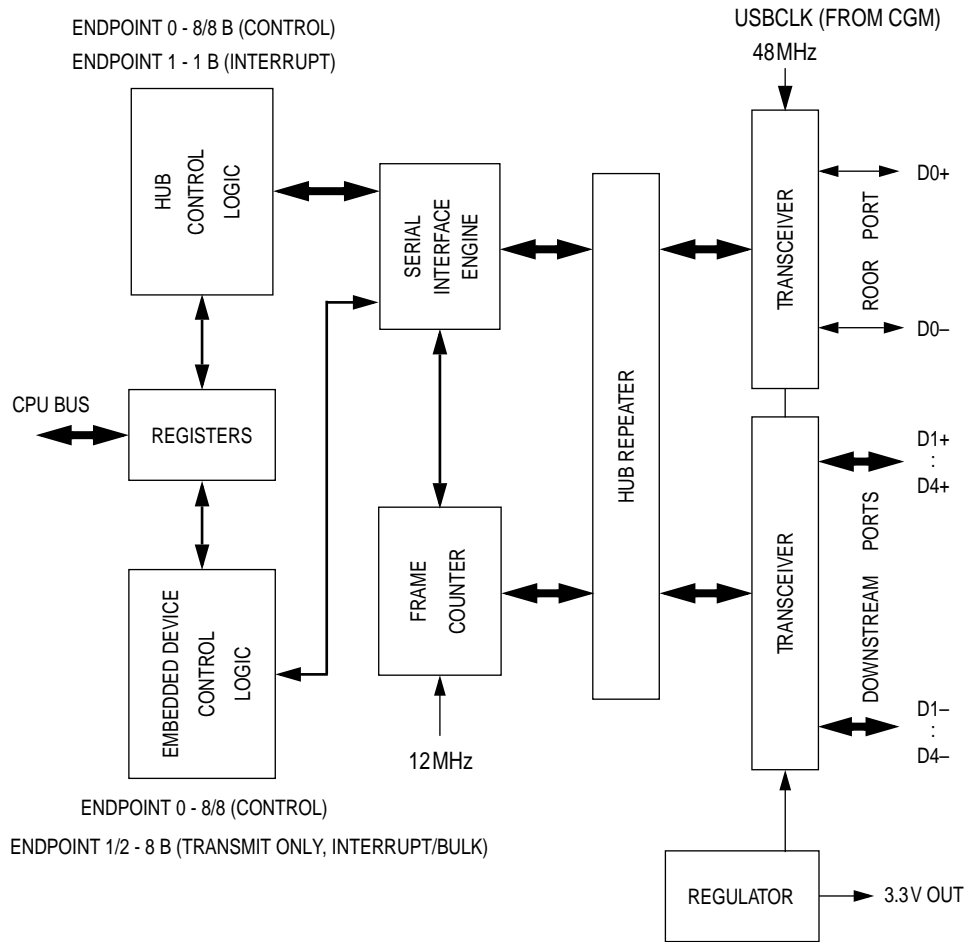 ENDPOINT 0 - 8/8 B (CONTROL)
ENDPOINT 1 - 1 B (INTERRUPT)
USBCLK (FROM CGM)
48MHz
HUB
CONTROL
LOGIC
SERIAL
INTERFACE
ENGINE
HUB REPEATER
TRANSCEIVER
D0+
ROOR PORT
D0–
CPU BUS
REGISTERS
EMBEDDED DEVICE
CONTROL
LOGIC
FRAME
COUNTER
12MHz
TRANSCEIVER
D1+
:
D4+
DOWNSTREAM PORTS
D1–
:
D4–
ENDPOINT 0 - 8/8 (CONTROL)
ENDPOINT 1/2 - 8 B (TRANSMIT ONLY, INTERRUPT/BULK)
REGULATOR
3.3V OUT